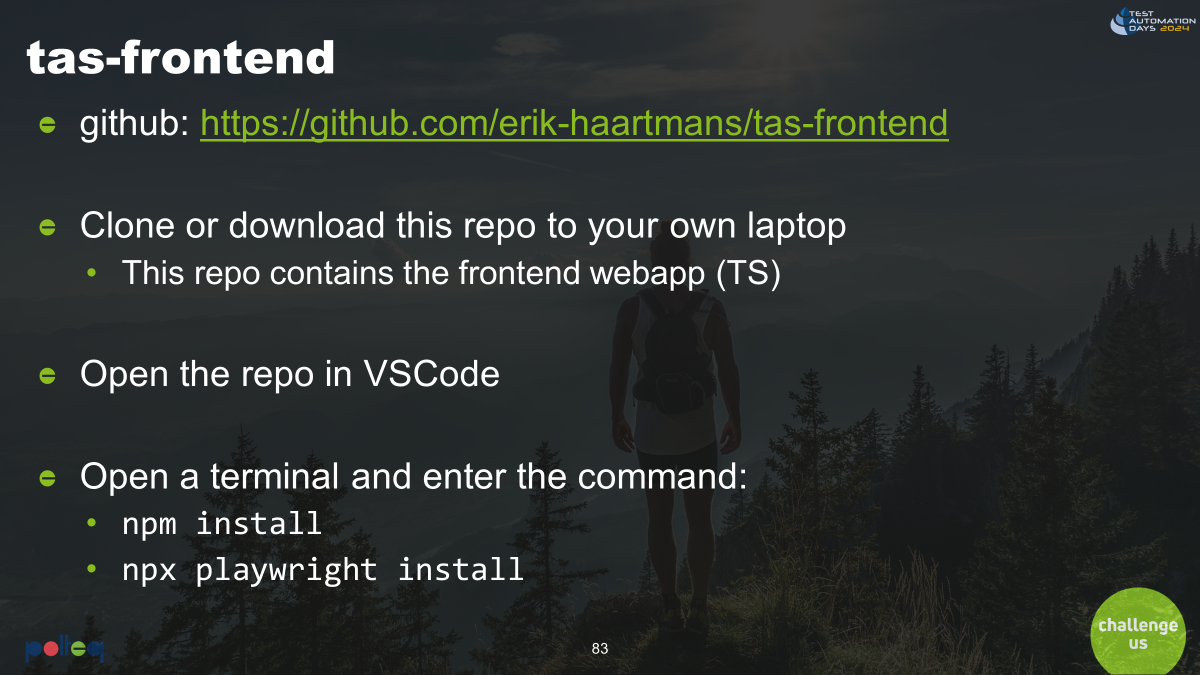 TEST
AUTOMATION
DAYS 2024
tas-frontend
github: https://github.com/erik-haartmans/tas-frontend
Clone or download this repo to your own laptop
• This repo contains the frontend webapp (TS)
Open the repo in VSCode
Open a terminal and enter the command:
• npm install
• npx playwright install
polteq
83
challenge
us